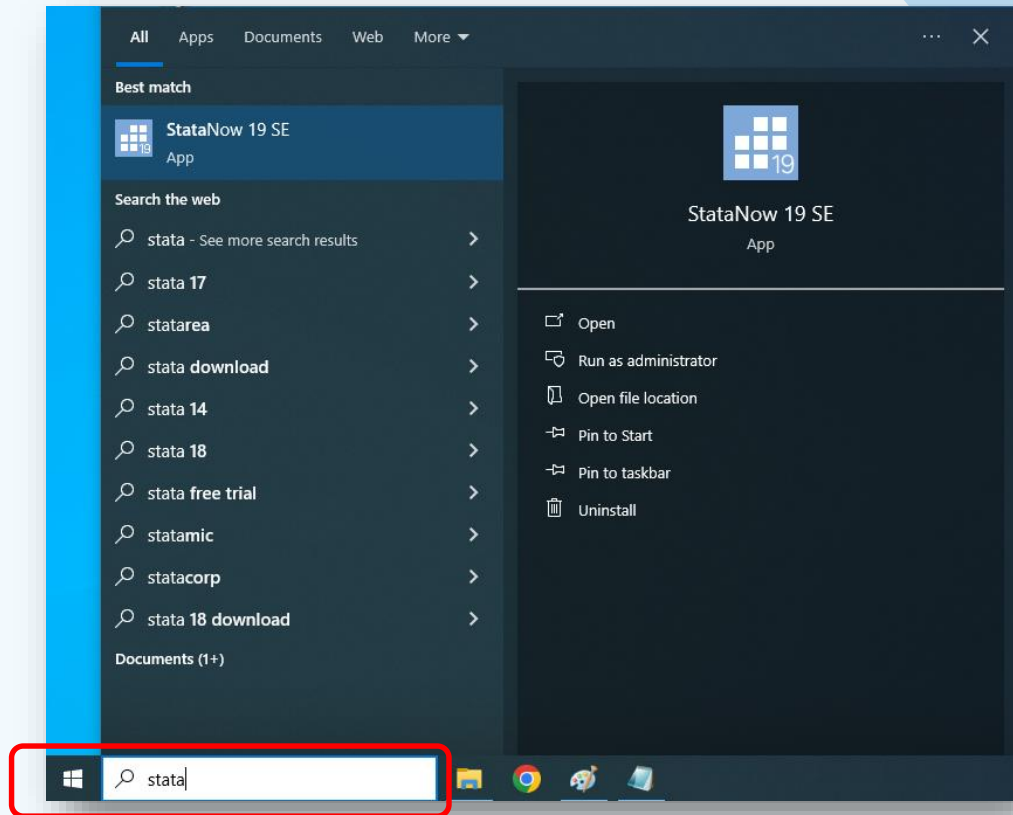 All Apps Documents Web More
Best match
StataNow 19 SE
App
Search the web
stata - See more search results
stata 17
statarea
stata download
stata 14
stata 18
stata free trial
statamic
statacorp
stata 18 download
Documents (1+)
19
19
StataNow 19 SE
App
Open
Run as administrator
Open file location
Pin to Start
Pin to taskbar
Uninstall
stata